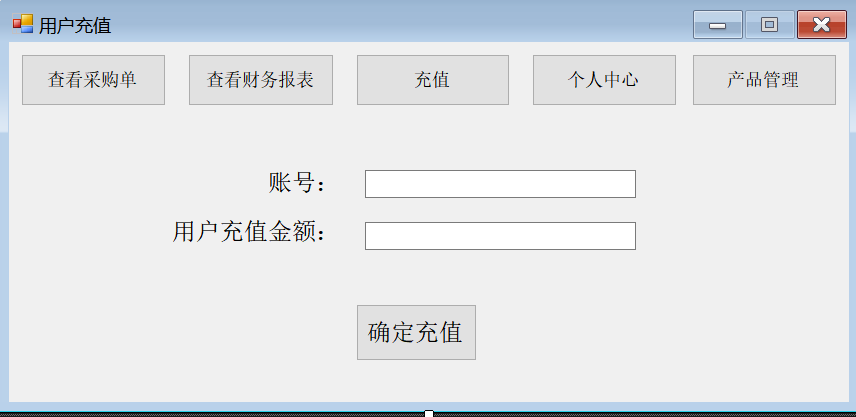 用户充值
查看采购单 查看财务报表 充值 个人中心 产品管理
账号：
用户充值金额：
确定充值